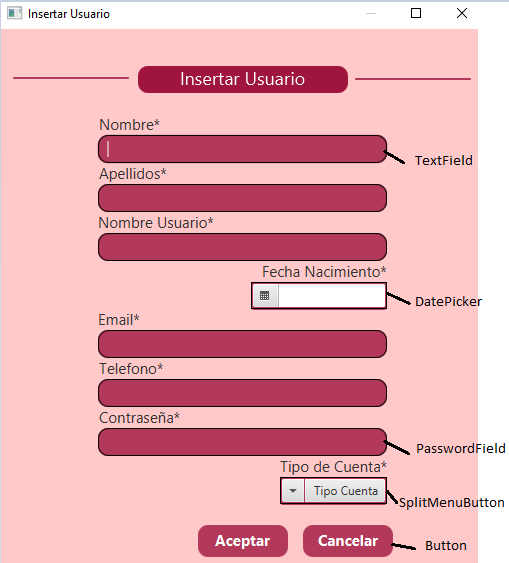 Insertar Usuario
Insertar Usuario
Nombre*
TextField
Apellidos*
Nombre Usuario*
Fecha Nacimiento*
DatePicker
Email*
Telefono*
Contraseña*
PasswordField
Tipo de Cuenta*
Tipo Cuenta
SplitMenuButton
Aceptar Cancelar
Button